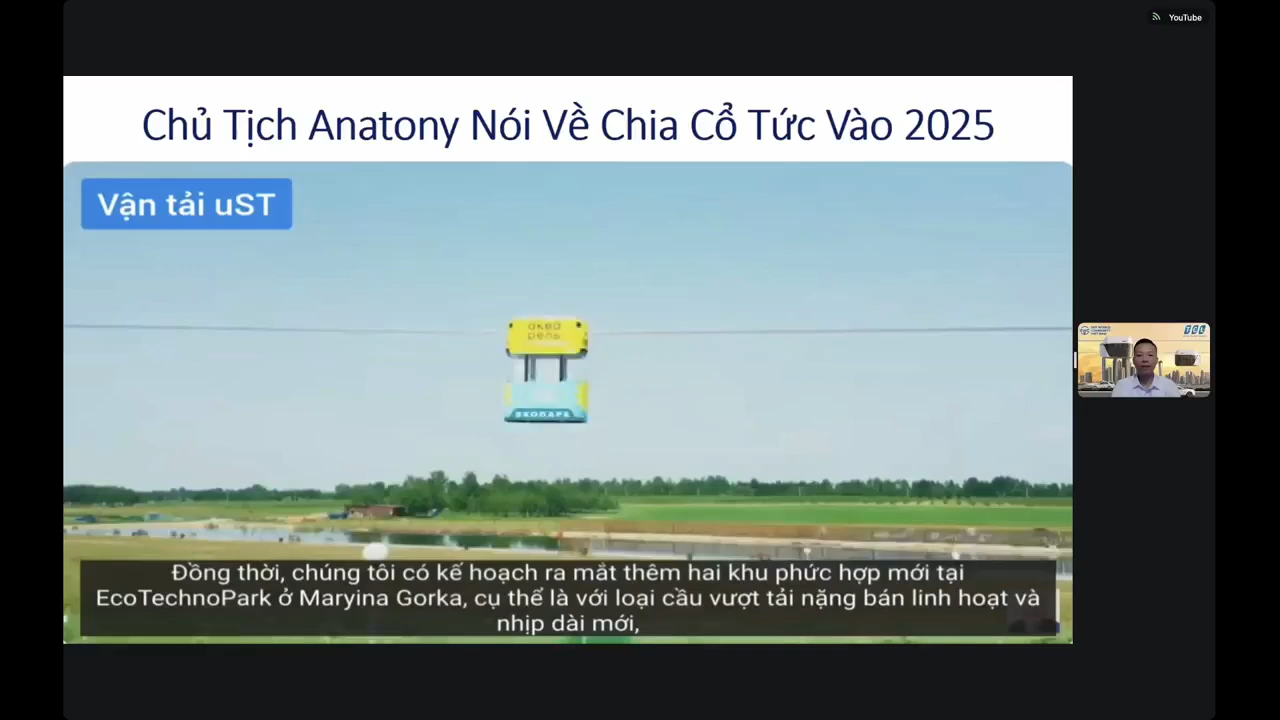 YouTube
Chủ Tịch Anatony Nói Về Chia Cổ Tức Vào 2025
Vận tải uST
ЭКОПАРК
TCL
Đồng thời, chúng tôi có kế hoạch ra mắt thêm hai khu phức hợp mới tại
EcoTechnoPark ở Maryina Gorka, cụ thể là với loại cầu vượt tải nặng bán linh hoạt và
nhịp dài mới,